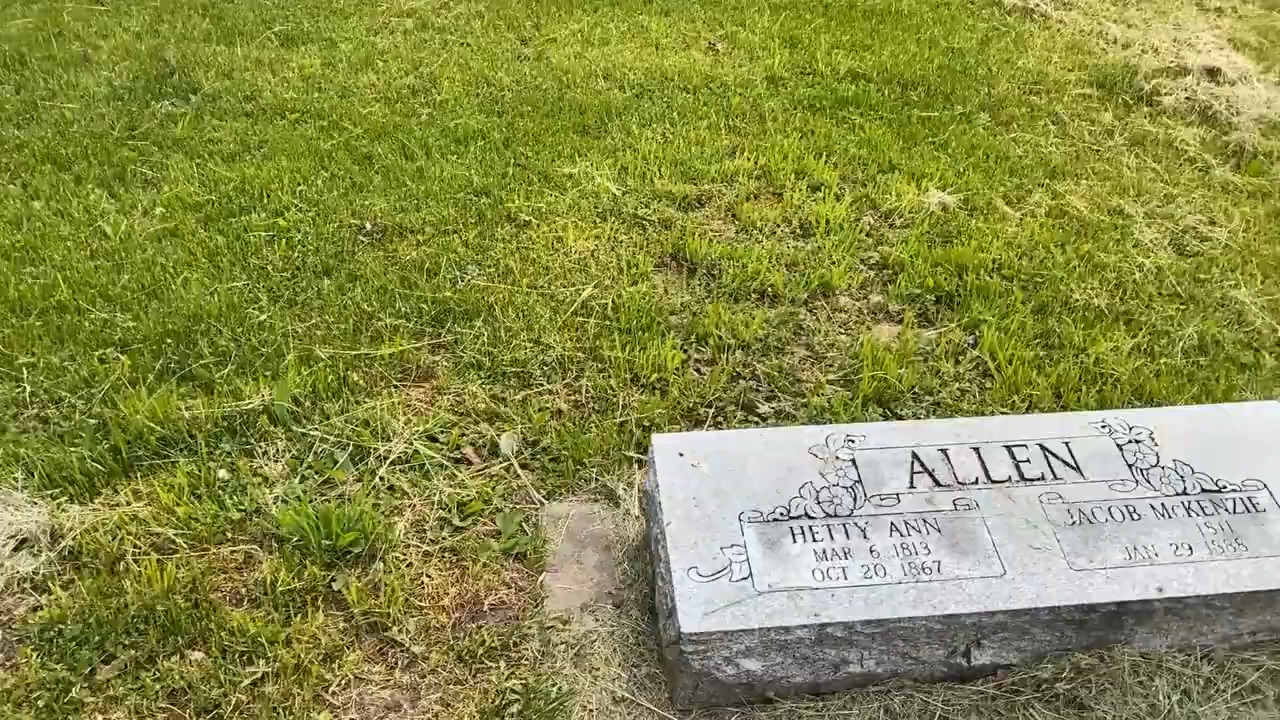 ALLEN
HETTY ANN
MAR 6, 1813
OCT 20, 1867
JACOB McKENZIE
1811
JAN 29 1888